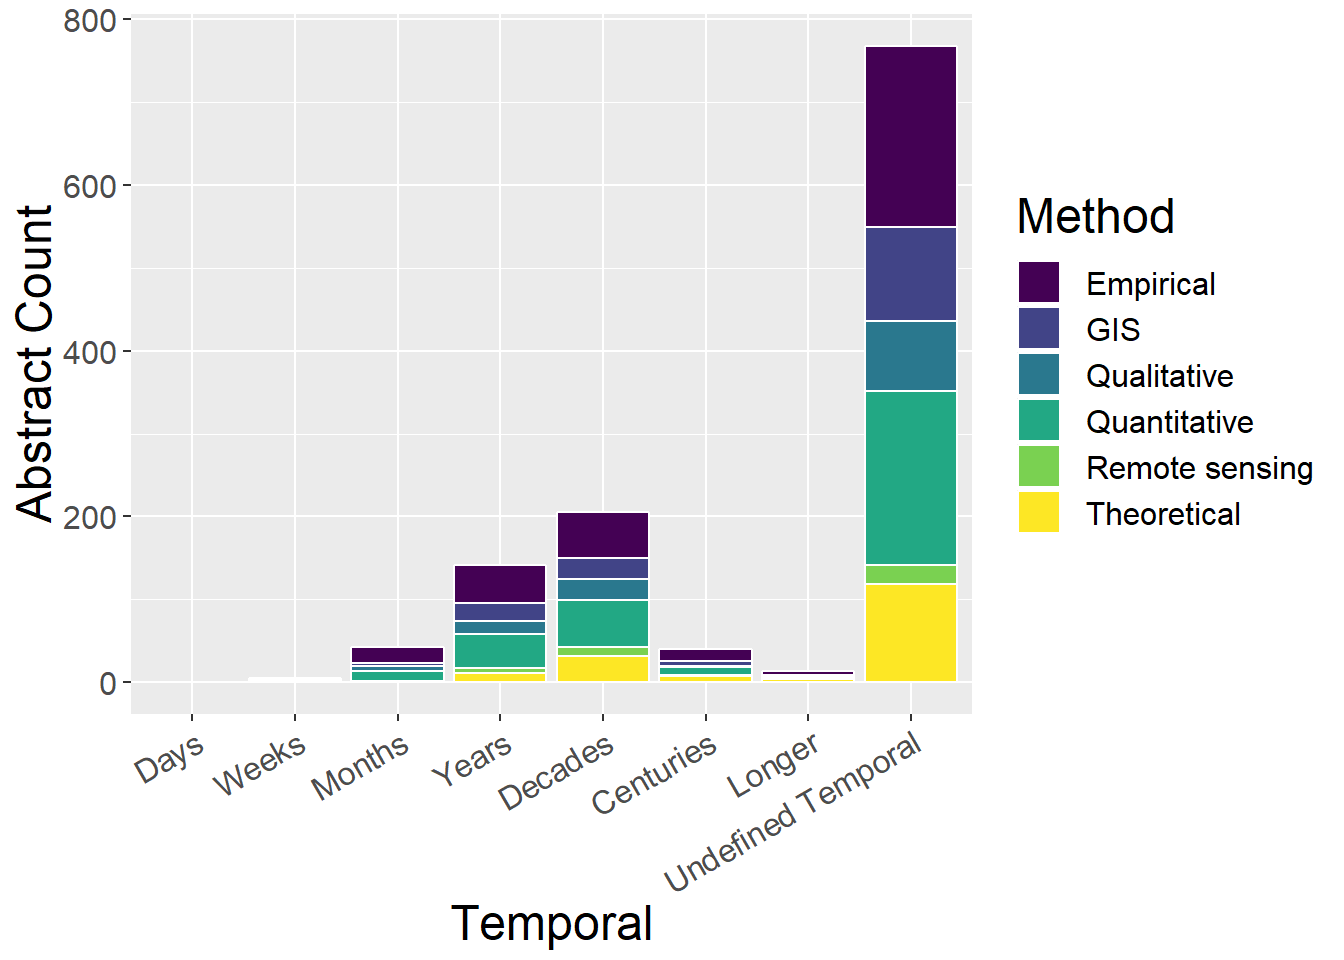 800
600
400
200
0
Abstract Count
Days
Weeks
Months
Years
Decades
Centuries
Longer
Undefined Temporal
Temporal
Method
Empirical
GIS
Qualitative
Quantitative
Remote sensing
Theoretical